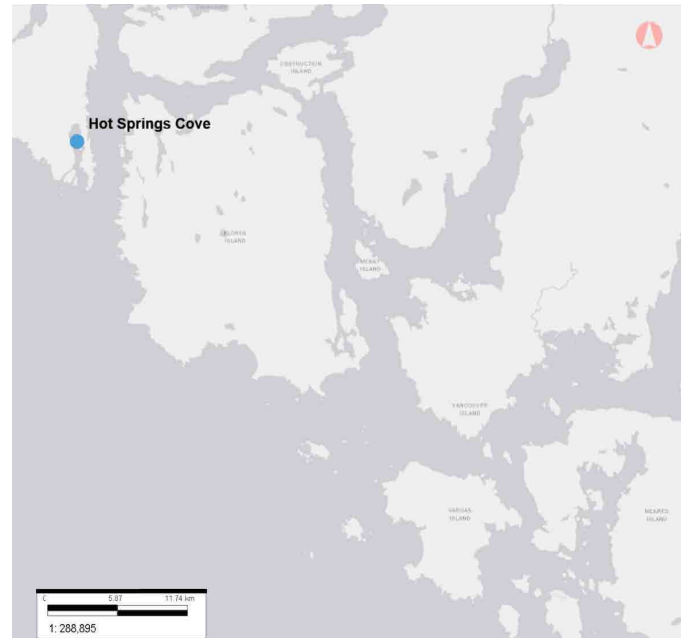 OBSTRUCTION
ISLAND
Hot Springs Cove
FLORES
ISLAND
MEARES
ISLAND
VANCOUVER
ISLAND
VARGAS
ISLAND
0 5.87 11.74 km
1: 288,895